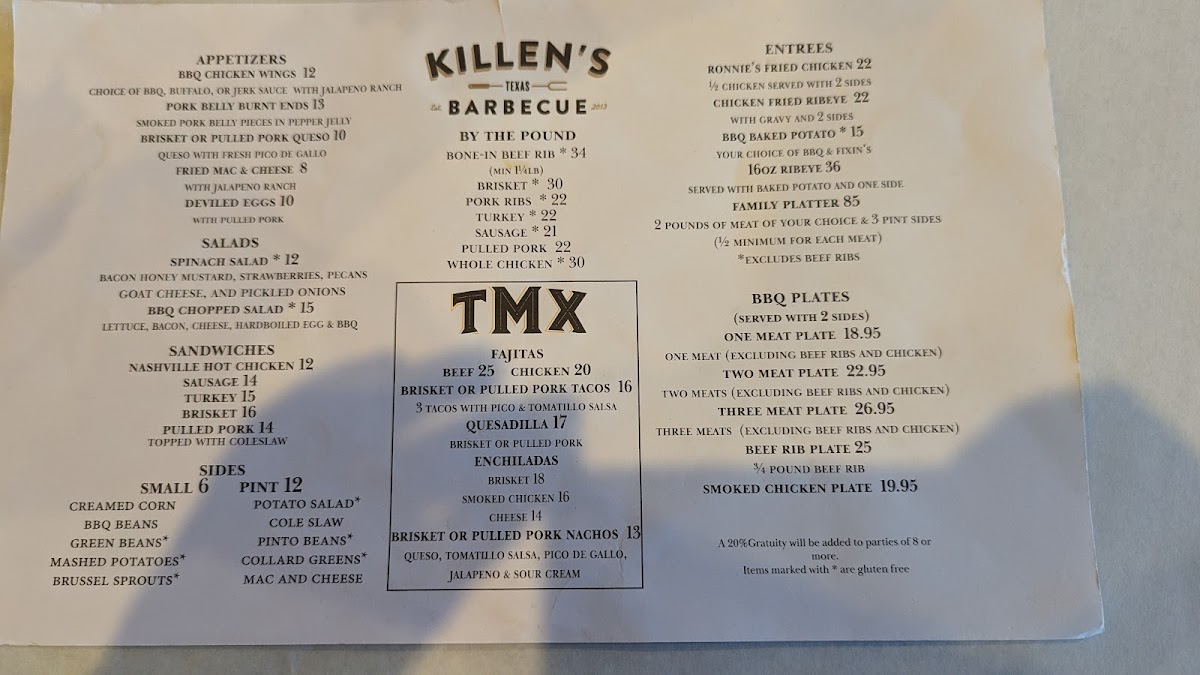 APPETIZERS
BBQ CHICKEN WINGS 12
CHOICE OF BBQ, BUFFALO, OR JERK SAUCE WITH JALAPENO RANCH
PORK BELLY BURNT ENDS 13
SMOKED PORK BELLY PIECES IN PEPPER JELLY
BRISKET OR PULLED PORK QUESO 10
QUESO WITH FRESH PICO DE GALLO
FRIED MAC & CHEESE 8
WITH JALAPENO RANCH
DEVILED EGGS 10
WITH PULLED PORK
SALADS
SPINACH SALAD * 12
BACON HONEY MUSTARD, STRAWBERRIES, PECANS
GOAT CHEESE, AND PICKLED ONIONS
BBQ CHOPPED SALAD * 15
LETTUCE, BACON, CHEESE, HARDBOILED EGG & BBQ
SANDWICHES
NASHVILLE HOT CHICKEN 12
SAUSAGE 14
TURKEY 15
BRISKET 16
PULLED PORK 14
TOPPED WITH COLESLAW
SIDES
SMALL 6 PINT 12
CREAMED CORN POTATO SALAD*
BBQ BEANS COLE SLAW
GREEN BEANS* PINTO BEANS*
MASHED POTATOES* COLLARD GREENS*
BRUSSEL SPROUTS* MAC AND CHEESE
KILLEN'S
TEXAS
Est. BARBECUE 2013
BY THE POUND
BONE-IN BEEF RIB * 34
(MIN 1¼LB)
BRISKET * 30
PORK RIBS * 22
TURKEY * 22
SAUSAGE * 21
PULLED PORK 22
WHOLE CHICKEN * 30
TMX
FAJITAS
BEEF 25 CHICKEN 20
BRISKET OR PULLED PORK TACOS 16
3 TACOS WITH PICO & TOMATILLO SALSA
QUESADILLA 17
BRISKET OR PULLED PORK
ENCHILADAS
BRISKET 18
SMOKED CHICKEN 16
CHEESE 14
BRISKET OR PULLED PORK NACHOS 13
QUESO, TOMATILLO SALSA, PICO DE GALLO,
JALAPENO & SOUR CREAM
ENTREES
RONNIE'S FRIED CHICKEN 22
½ CHICKEN SERVED WITH 2 SIDES
CHICKEN FRIED RIBEYE 22
WITH GRAVY AND 2 SIDES
BBQ BAKED POTATO * 15
YOUR CHOICE OF BBQ & FIXIN'S
16OZ RIBEYE 36
SERVED WITH BAKED POTATO AND ONE SIDE
FAMILY PLATTER 85
2 POUNDS OF MEAT OF YOUR CHOICE & 3 PINT SIDES
(½ MINIMUM FOR EACH MEAT)
*EXCLUDES BEEF RIBS
BBQ PLATES
(SERVED WITH 2 SIDES)
ONE MEAT PLATE 18.95
ONE MEAT (EXCLUDING BEEF RIBS AND CHICKEN)
TWO MEAT PLATE 22.95
TWO MEATS (EXCLUDING BEEF RIBS AND CHICKEN)
THREE MEAT PLATE 26.95
THREE MEATS (EXCLUDING BEEF RIBS AND CHICKEN)
BEEF RIB PLATE 25
¾ POUND BEEF RIB
SMOKED CHICKEN PLATE 19.95
A 20%Gratuity will be added to parties of 8 or
more.
Items marked with * are gluten free